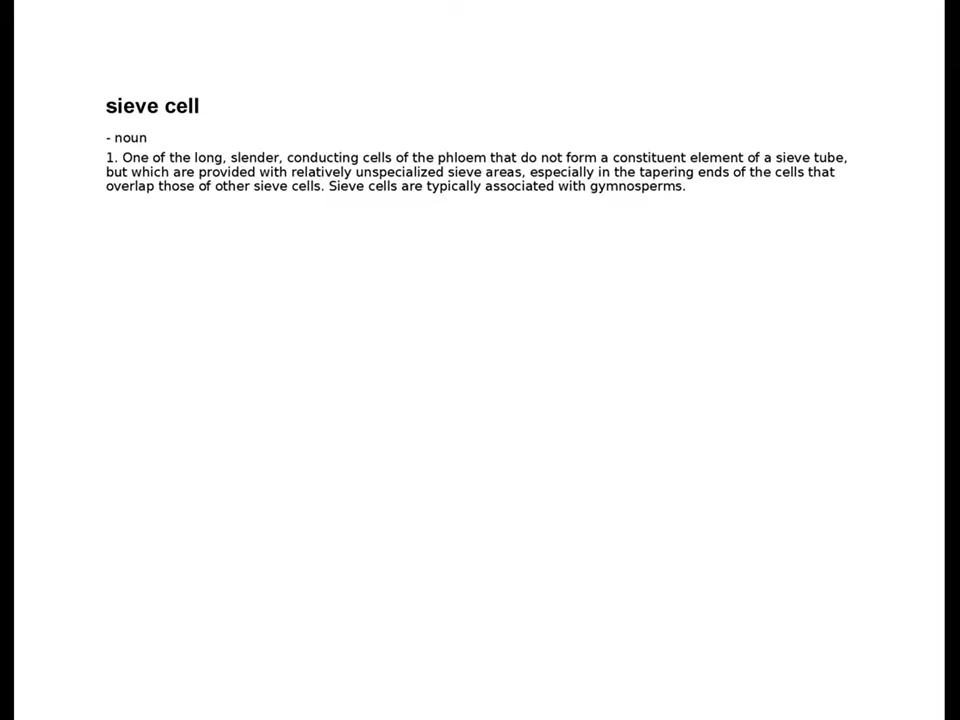 sieve cell
- noun
1. One of the long, slender, conducting cells of the phloem that do not form a constituent element of a sieve tube,
but which are provided with relatively unspecialized sieve areas, especially in the tapering ends of the cells that
overlap those of other sieve cells. Sieve cells are typically associated with gymnosperms.